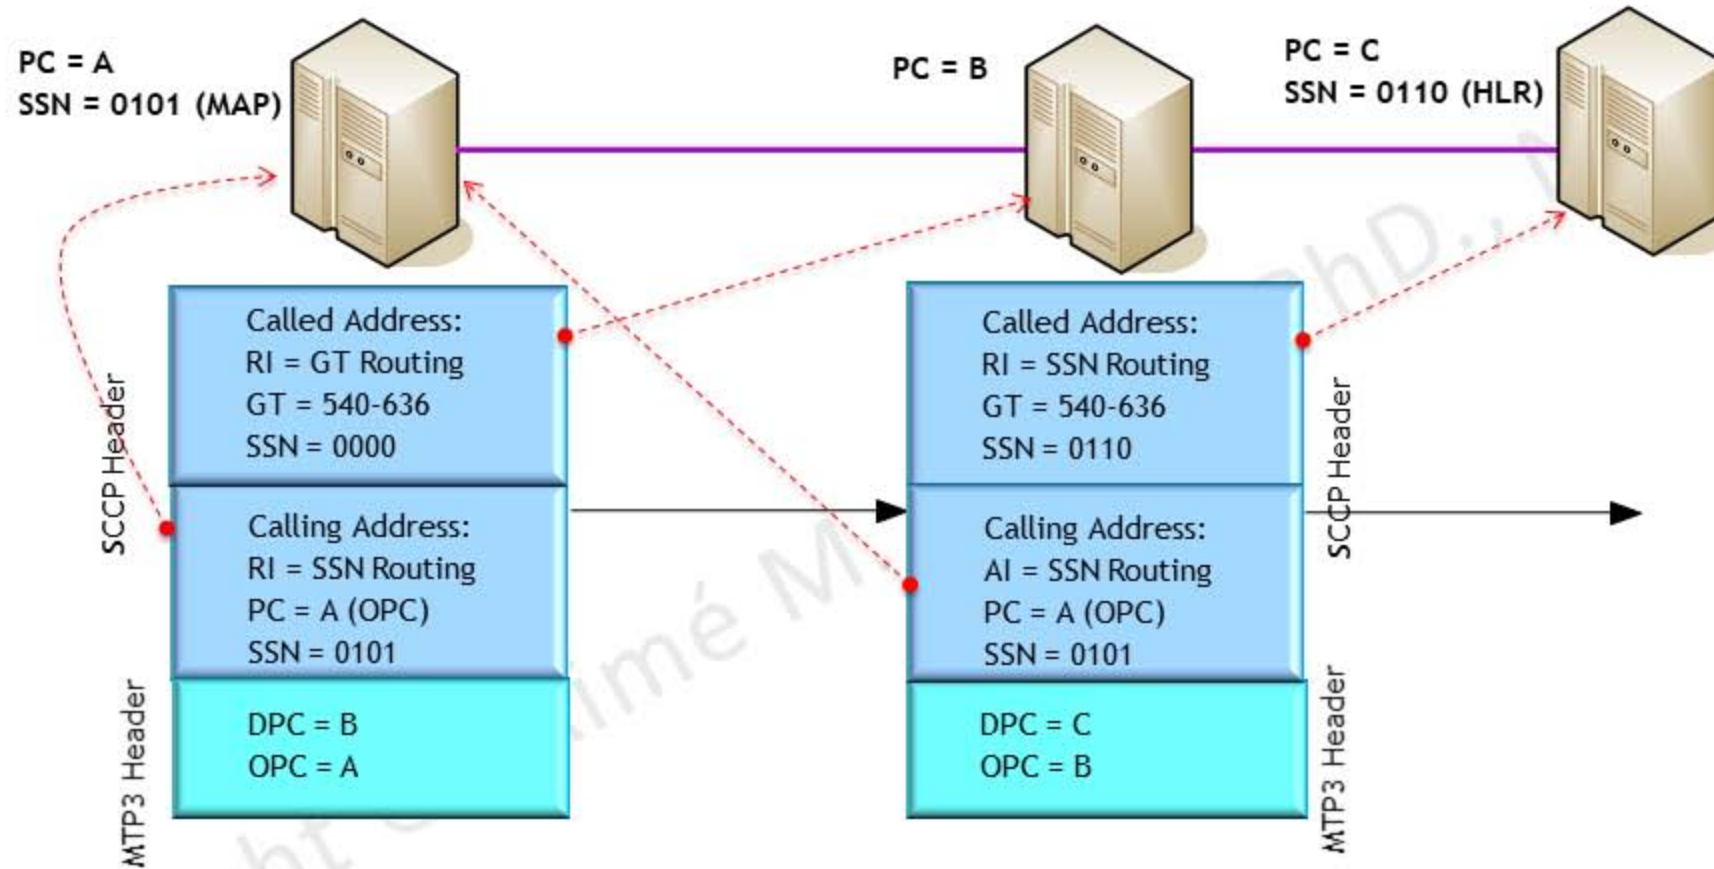 PC = A
SSN = 0101 (MAP)
PC = B
PC = C
SSN = 0110 (HLR)
SCCP Header
Called Address:
RI = GT Routing
GT = 540-636
SSN = 0000
Calling Address:
RI = SSN Routing
PC = A (OPC)
SSN = 0101
MTP3 Header
DPC = B
OPC = A
Called Address:
RI = SSN Routing
GT = 540-636
SSN = 0110
Calling Address:
AI = SSN Routing
PC = A (OPC)
SSN = 0101
SCCP Header
DPC = C
OPC = B
MTP3 Header